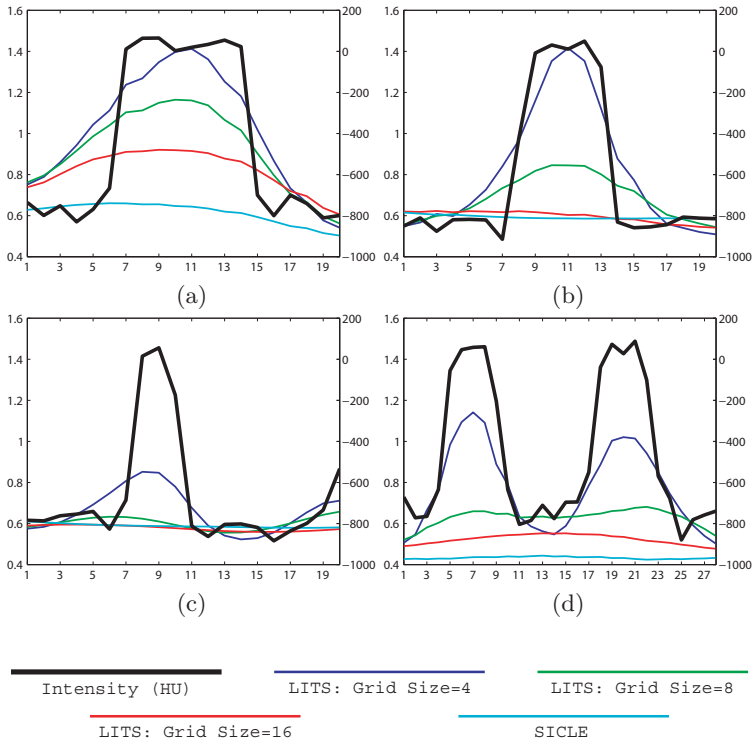 1.6 200 1.6 200
1.4 0 1.4 0
1.2 −200 1.2 −200
1 −400 1 −400
0.8 −600 0.8 −600
0.6 −800 0.6 −800
0.4 −1000 0.4 −1000
1 3 5 7 9 11 13 15 17 19 1 3 5 7 9 11 13 15 17 19
(a) (b)
1.6 200 1.6 200
1.4 0 1.4 0
1.2 −200 1.2 −200
1 −400 1 −400
0.8 −600 0.8 −600
0.6 −800 0.6 −800
0.4 −1000 0.4 −1000
1 3 5 7 9 11 13 15 17 19 1 3 5 7 9 11 13 15 17 19 21 23 25 27
(c) (d)
Intensity (HU) LITS: Grid Size=4 LITS: Grid Size=8
LITS: Grid Size=16 SICLE